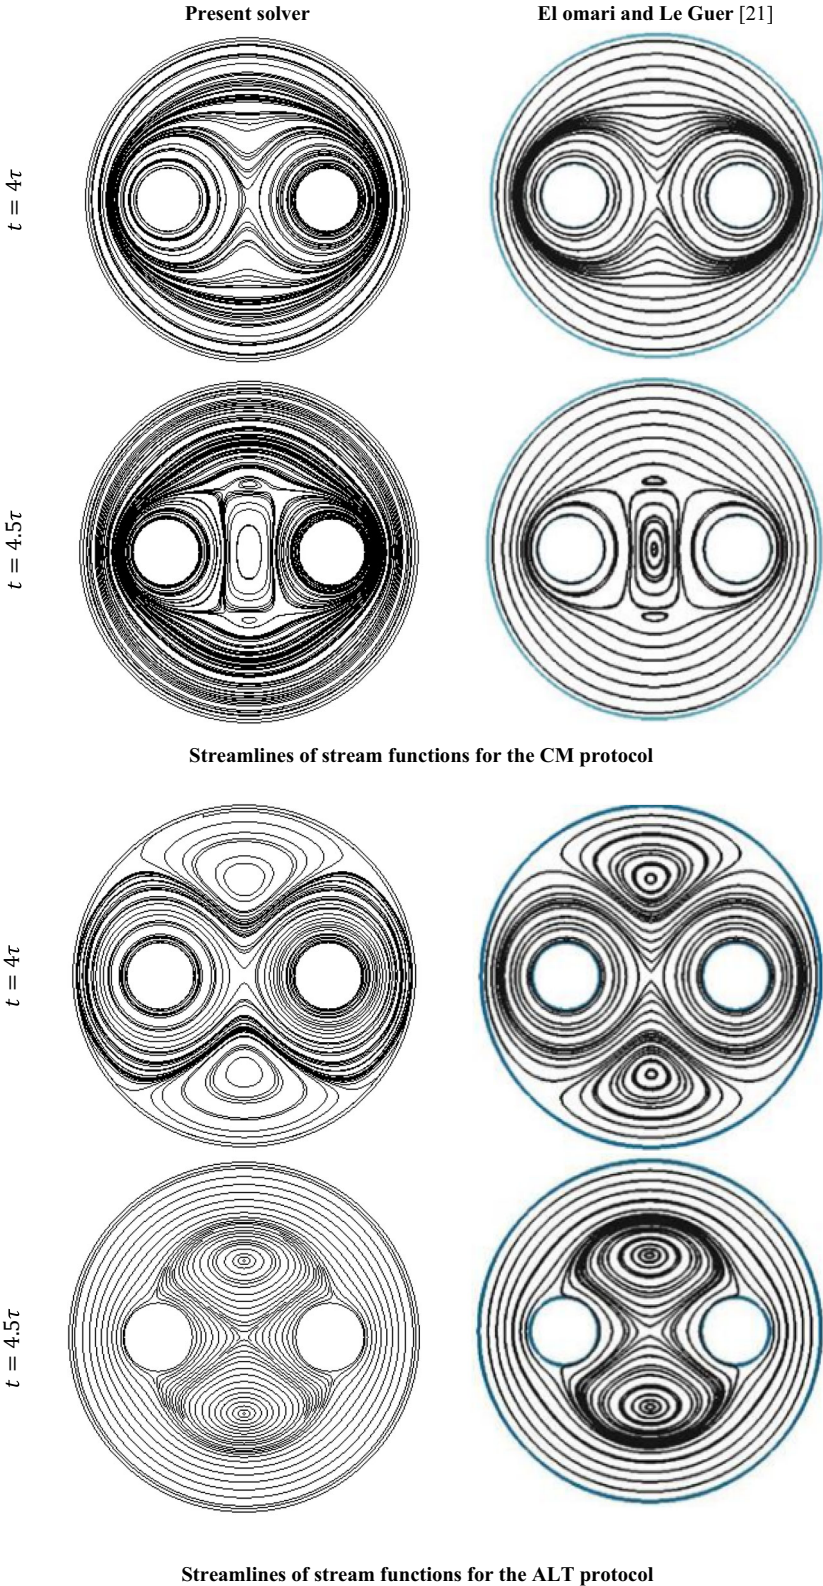 Present solver El omari and Le Guer [21]
t = 4τ
t = 4.5τ
Streamlines of stream functions for the CM protocol
t = 4τ
t = 4.5τ
Streamlines of stream functions for the ALT protocol